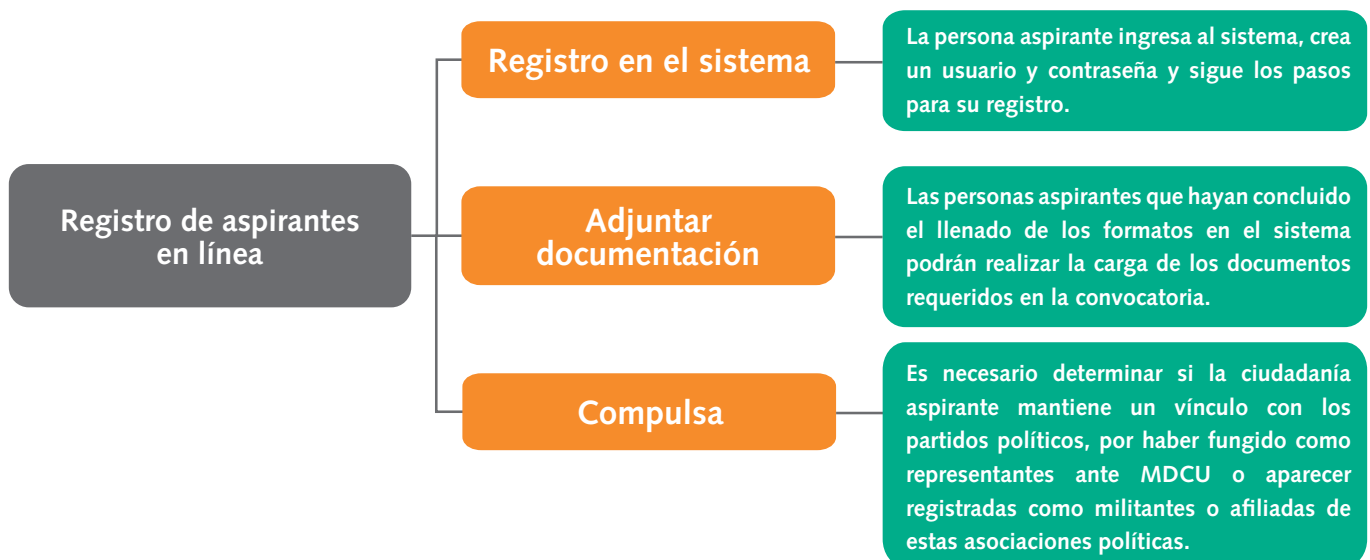 Registro de aspirantes
en línea
Registro en el sistema
La persona aspirante ingresa al sistema, crea
un usuario y contraseña y sigue los pasos
para su registro.
Adjuntar
documentación
Las personas aspirantes que hayan concluido
el llenado de los formatos en el sistema
podrán realizar la carga de los documentos
requeridos en la convocatoria.
Compulsa
Es necesario determinar si la ciudadanía
aspirante mantiene un vínculo con los
partidos políticos, por haber fungido como
representantes ante MDCU o aparecer
registradas como militantes o afiliadas de
estas asociaciones políticas.